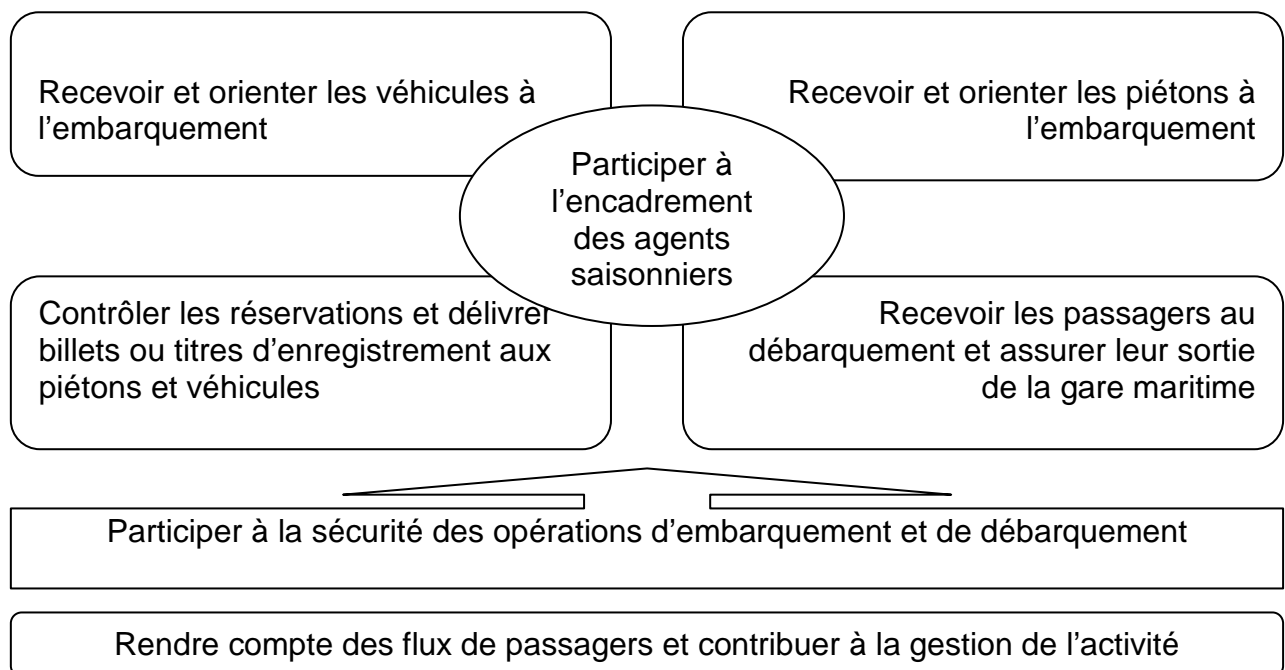 Recevoir et orienter les véhicules à
l’embarquement
Recevoir et orienter les piétons à
l’embarquement
Participer à
l’encadrement
des agents
saisonniers
Contrôler les réservations et délivrer
billets ou titres d’enregistrement aux
piétons et véhicules
Recevoir les passagers au
débarquement et assurer leur sortie
de la gare maritime
Participer à la sécurité des opérations d’embarquement et de débarquement
Rendre compte des flux de passagers et contribuer à la gestion de l’activité